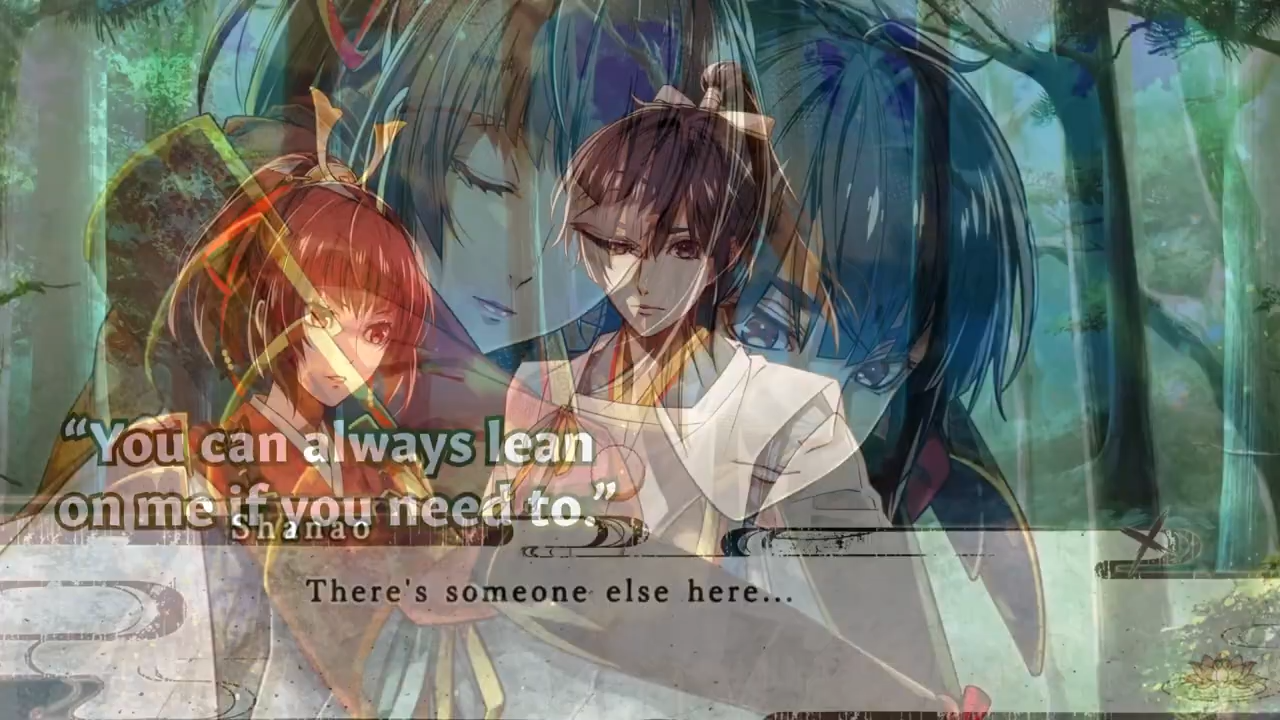 “You can always lean
on me if you need to.”
Shanao
There's someone else here...